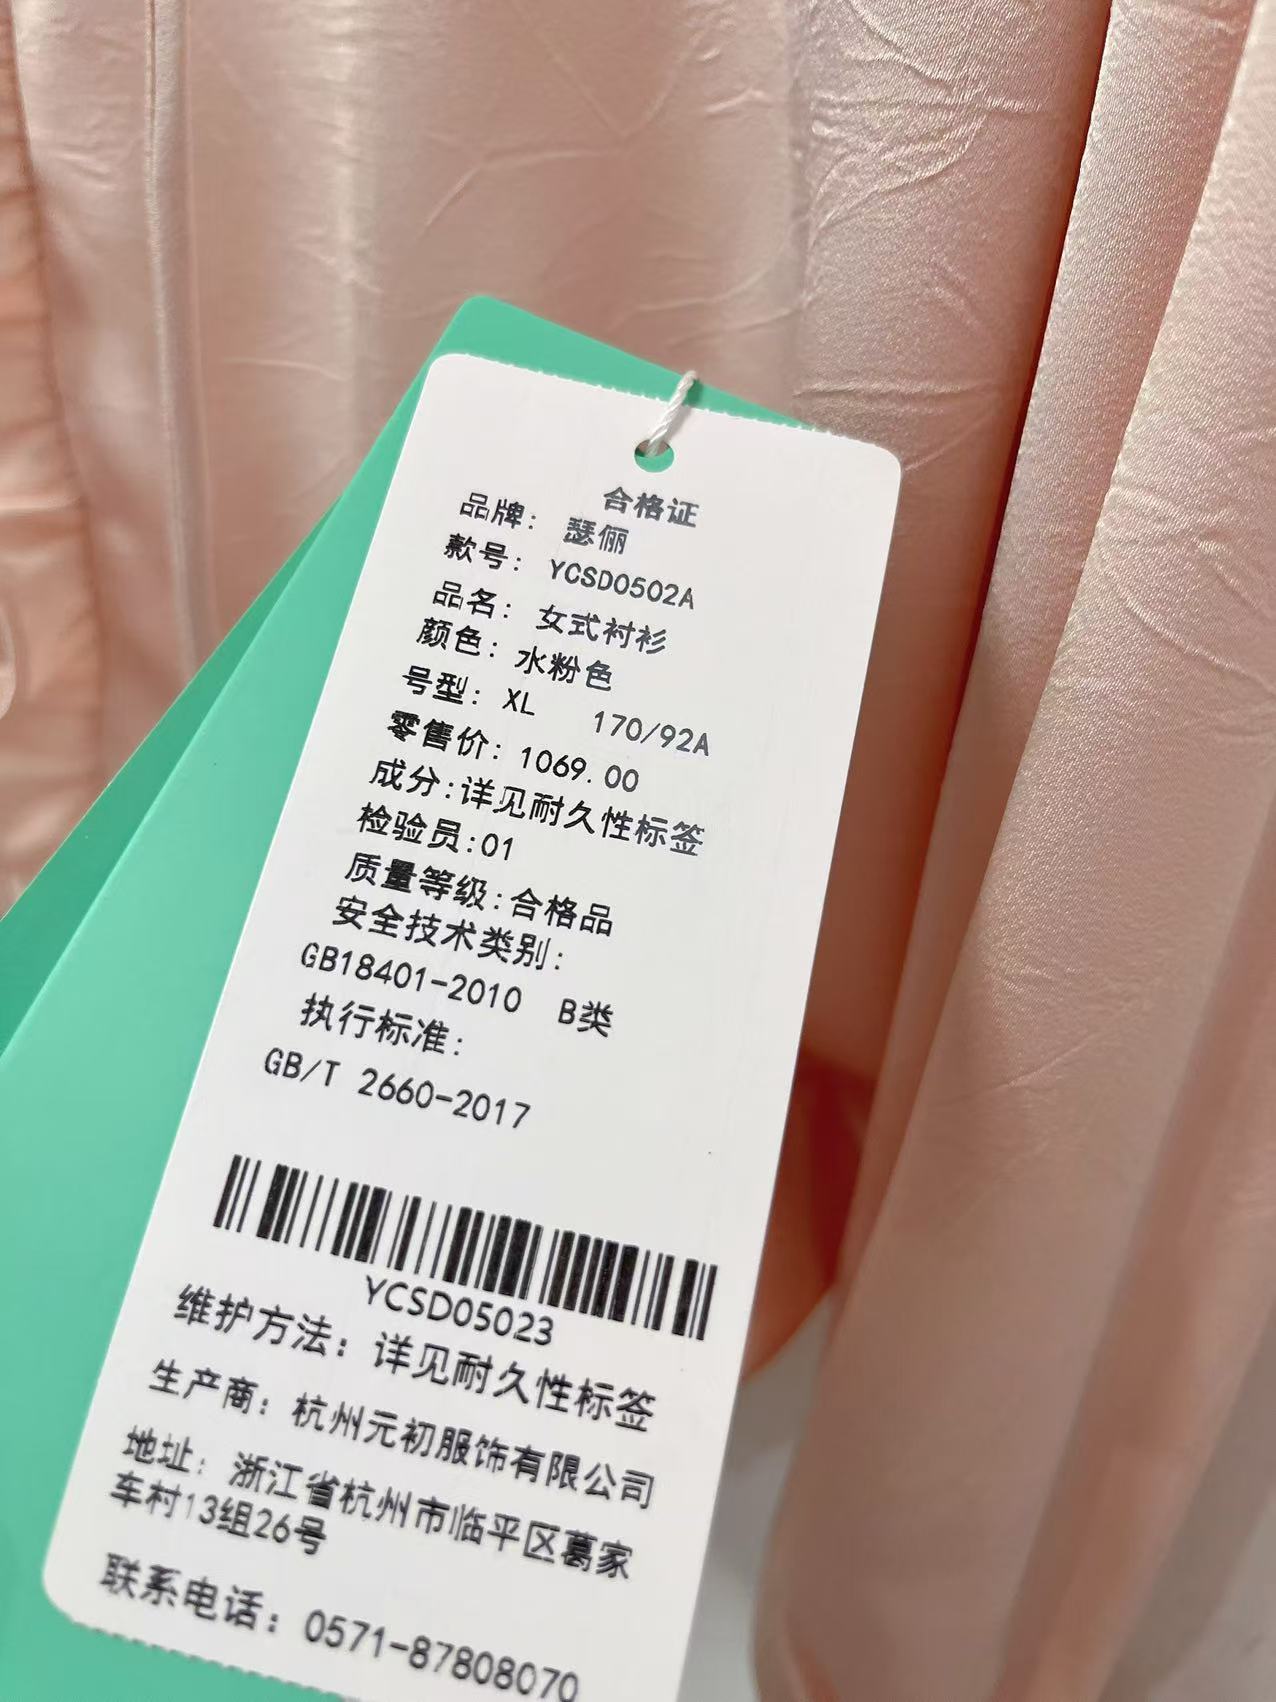 合格证
品牌： 瑟俪
款号： YCSD0502A
品名： 女式衬衫
颜色： 水粉色
号型： XL 170/92A
零售价： 1069.00
成分:详见耐久性标签
检验员:01
质量等级:合格品
安全技术类别:
GB18401-2010 B类
执行标准:
GB/T 2660-2017
YCSD05023
维护方法： 详见耐久性标签
生产商： 杭州元初服饰有限公司
地址： 浙江省杭州市临平区葛家
车村13组26号
联系电话： 0571-87808070